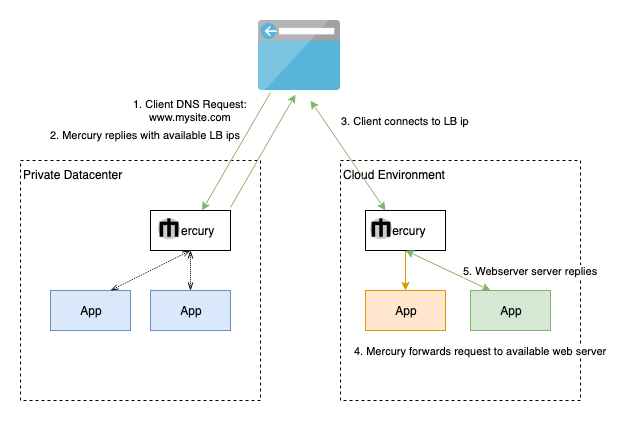 1. Client DNS Request:
www.mysite.com
2. Mercury replies with available LB ips
3. Client connects to LB ip
Private Datacenter
Cloud Environment
Mercury
Mercury
5. Webserver server replies
App
App
App
App
4. Mercury forwards request to available web server